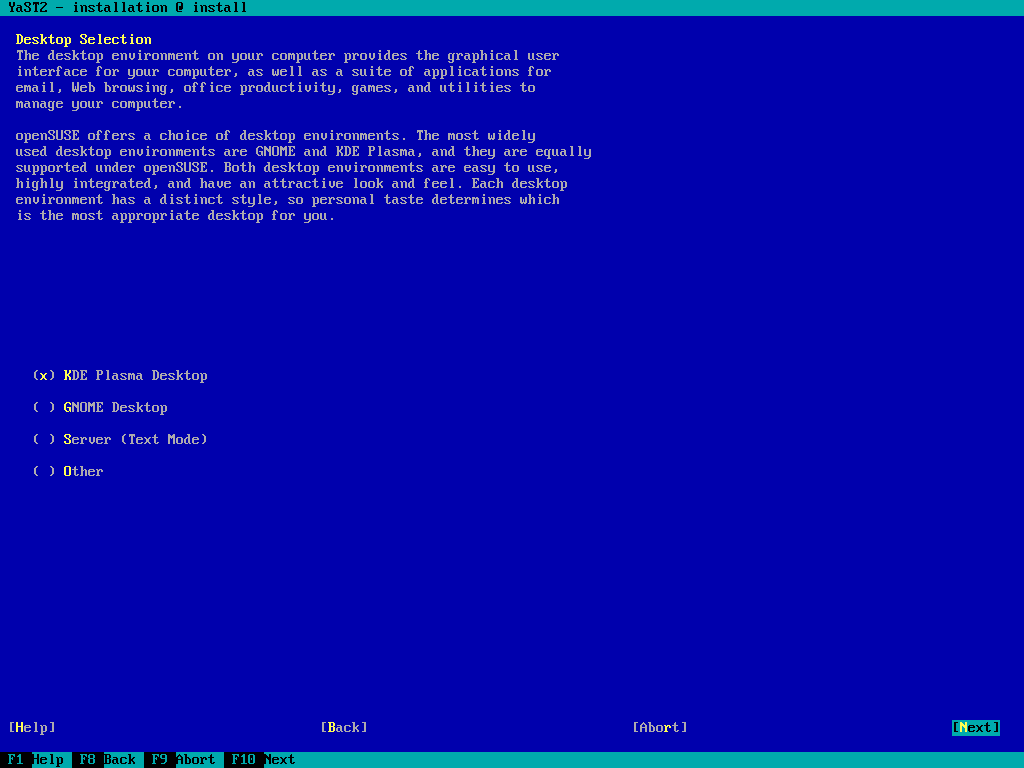 YaST2 - installation @ install
Desktop Selection
The desktop environment on your computer provides the graphical user
interface for your computer, as well as a suite of applications for
email, Web browsing, office productivity, games, and utilities to
manage your computer.
openSUSE offers a choice of desktop environments. The most widely
used desktop environments are GNOME and KDE Plasma, and they are equally
supported under openSUSE. Both desktop environments are easy to use,
highly integrated, and have an attractive look and feel. Each desktop
environment has a distinct style, so personal taste determines which
is the most appropriate desktop for you.
(x) KDE Plasma Desktop
( ) GNOME Desktop
( ) Server (Text Mode)
( ) Other
[Help] [Back] [Abort] [Next]
F1 Help F8 Back F9 Abort F10 Next